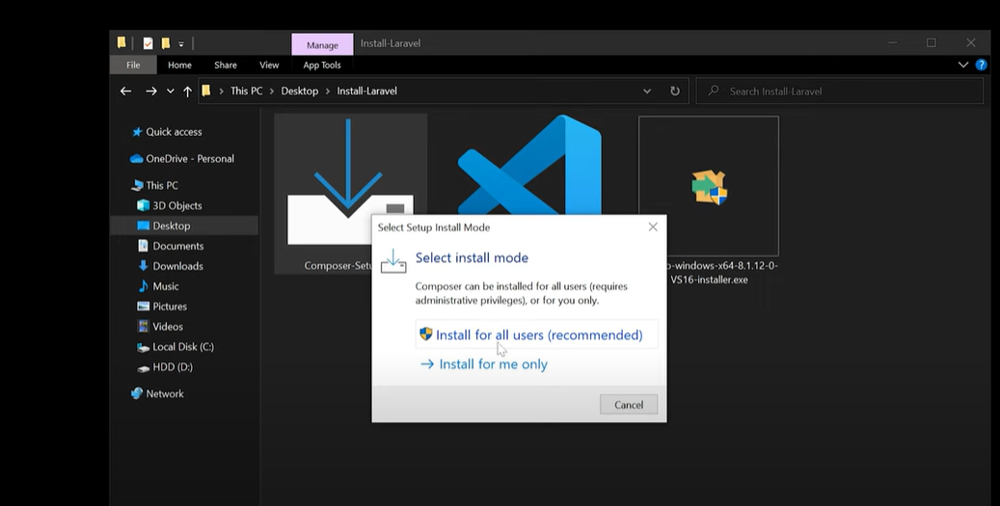 Manage
Install-Laravel
File
Home
Share
View
App Tools
This PC
Desktop
Install-Laravel
Search Install-Laravel
Quick access
OneDrive - Personal
This PC
3D Objects
Desktop
Documents
Downloads
Music
Pictures
Videos
Local Disk (C:)
HDD (D:)
Network
Composer-Setu
-windows-x64-8.1.12-0-
VS16-installer.exe
Select Setup Install Mode
Select install mode
Composer can be installed for all users (requires
administrative privileges), or for you only.
Install for all users (recommended)
Install for me only
Cancel